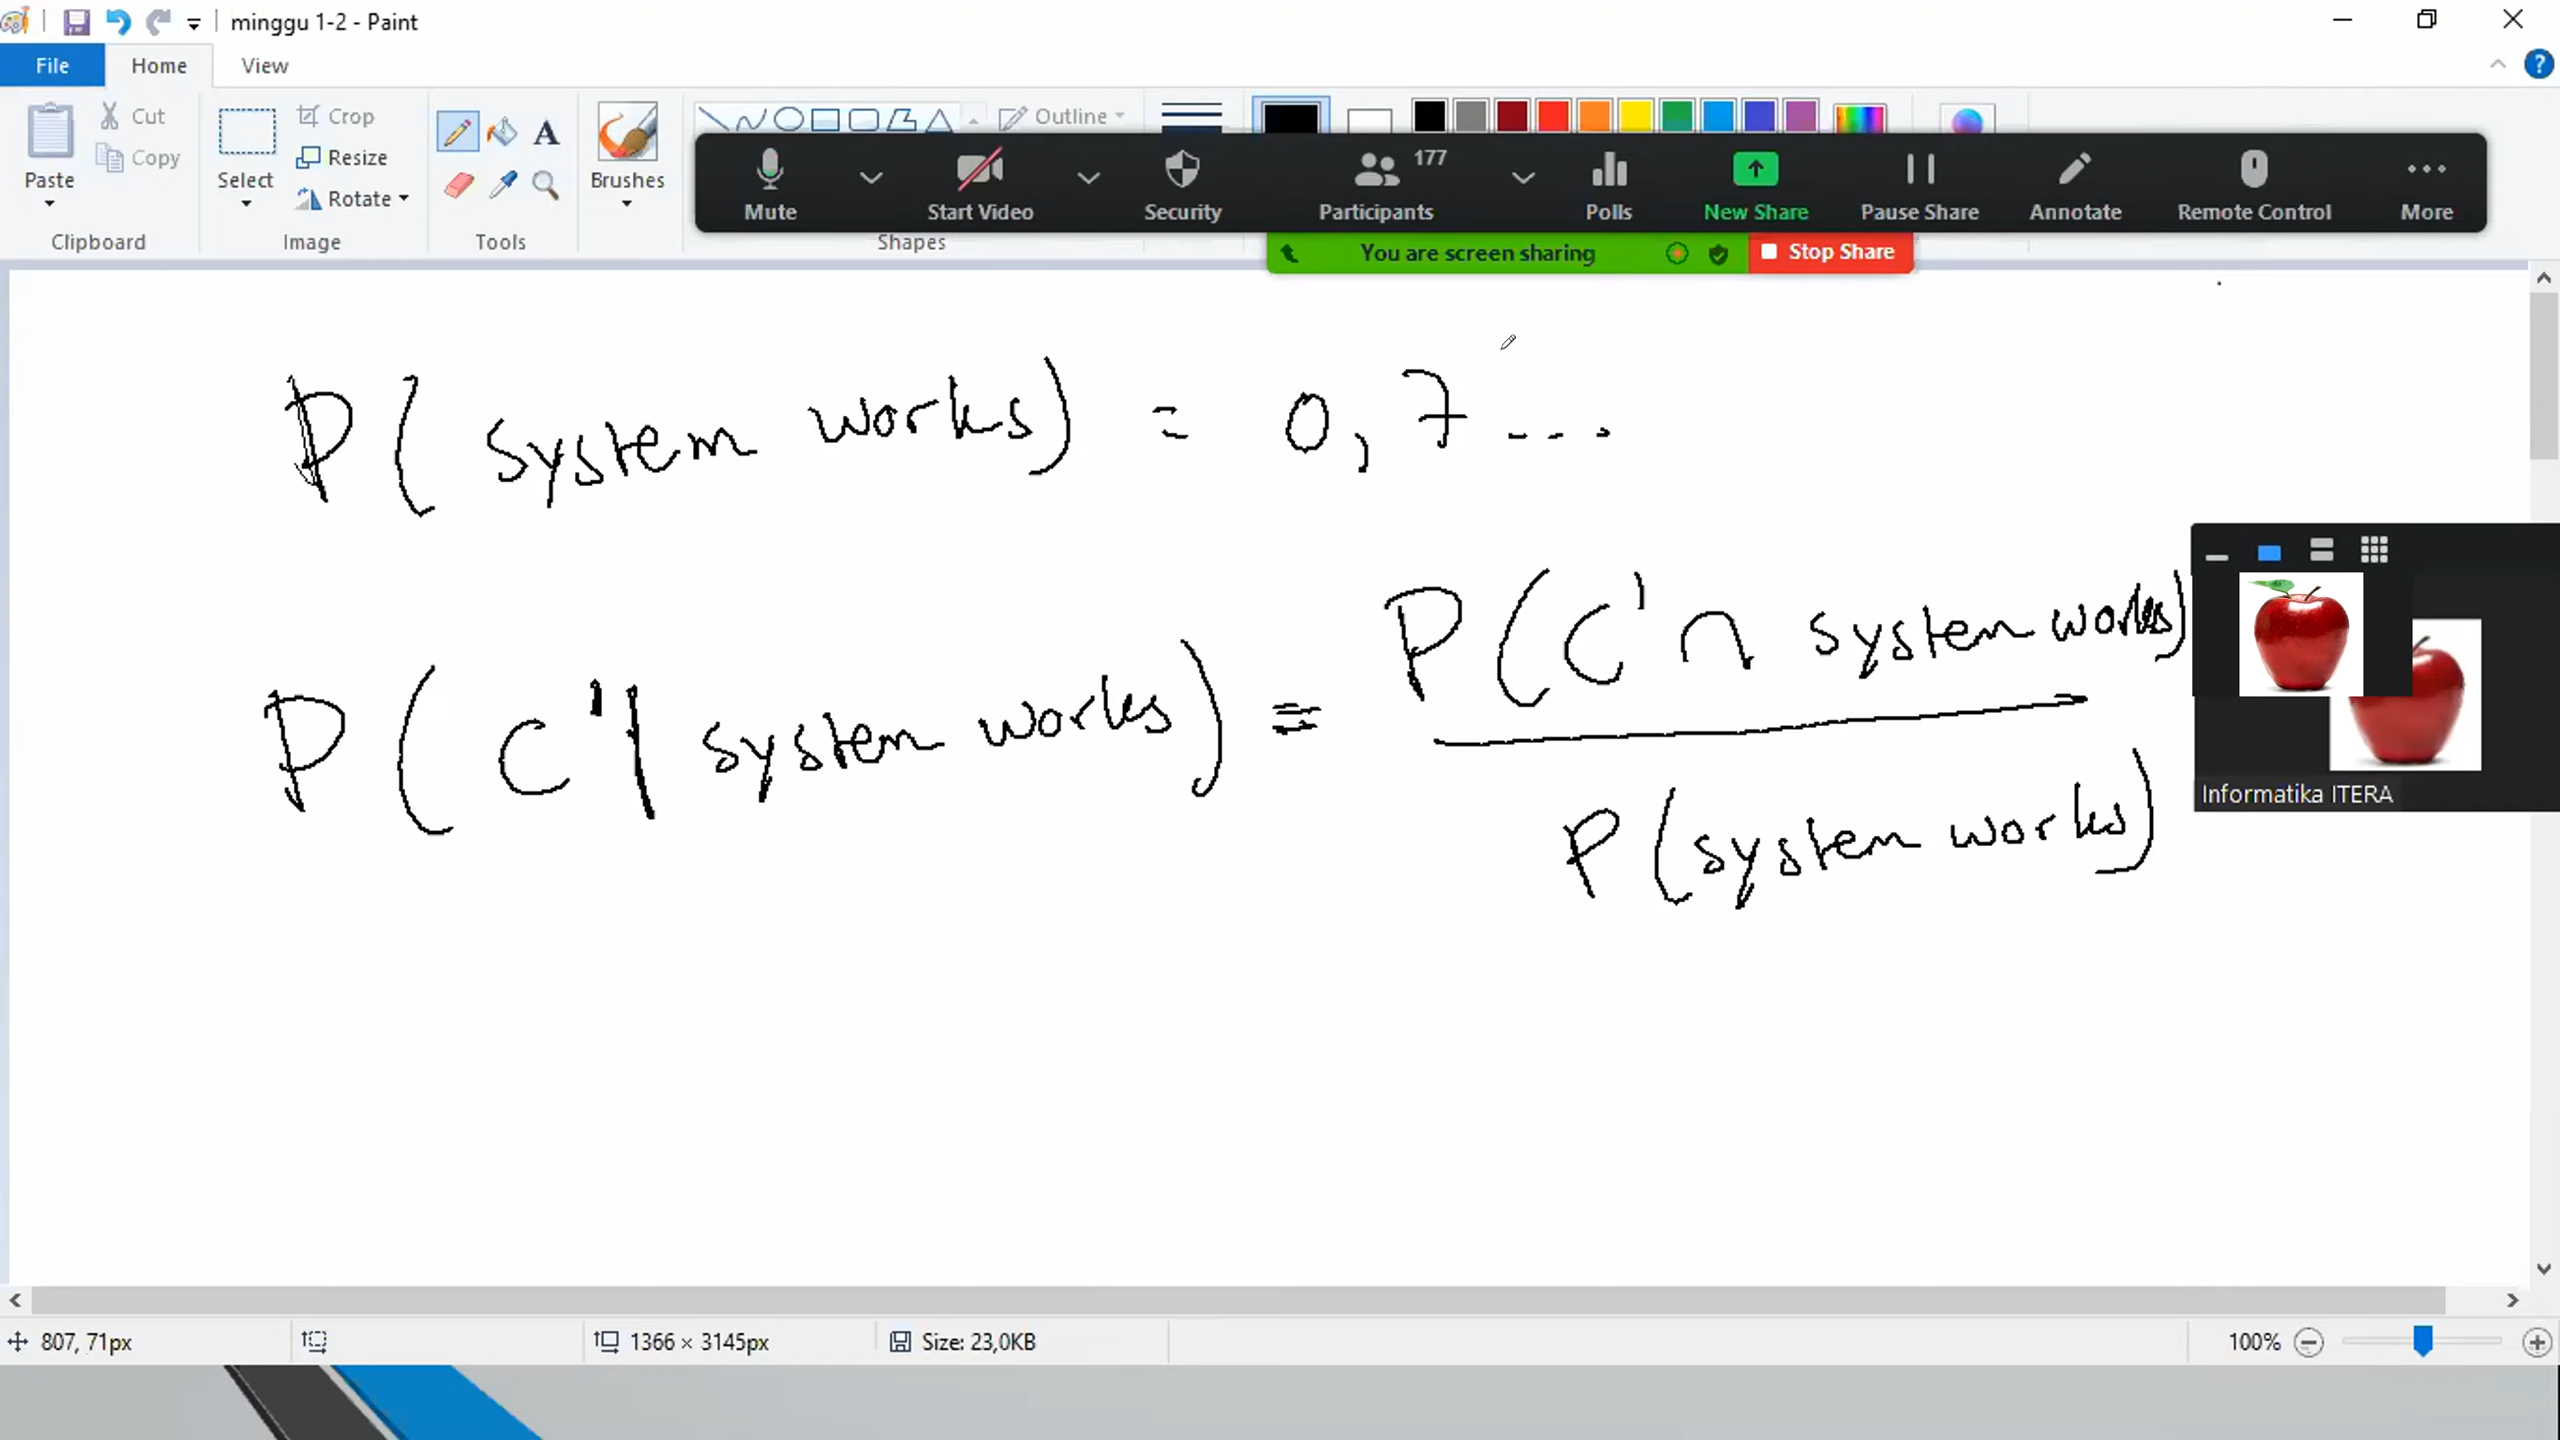 minggu 1-2 - Paint
File Home View
Paste Cut Copy Clipboard
Select Crop Resize Rotate Image
Tools
Brushes
Shapes
Outline
Mute Start Video Security Participants 177 Polls New Share Pause Share Annotate Remote Control More
You are screen sharing Stop Share
P(system works) = 0,7...
P(C'| system works) = P(C' ∩ system works)
P(system works)
Informatika ITERA
807, 71px 1366 × 3145px Size: 23,0KB 100%